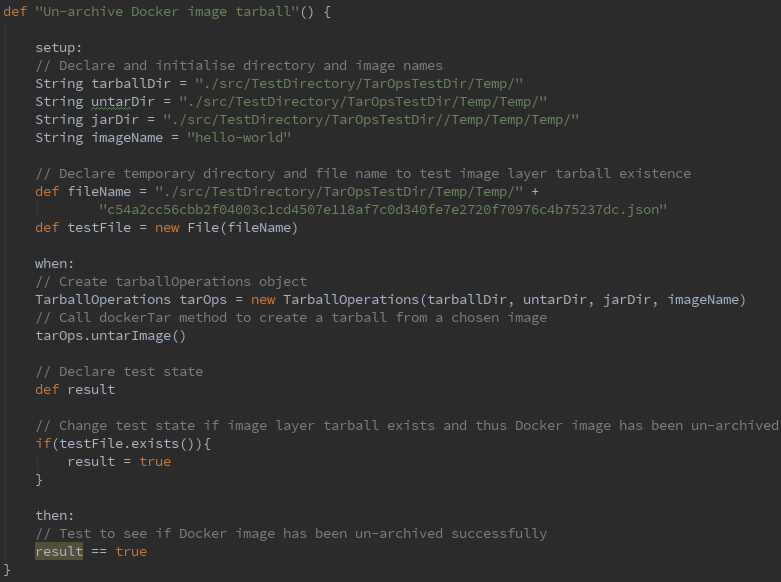 def "Un-archive Docker image tarball"() {
setup:
// Declare and initialise directory and image names
String tarballDir = "./src/TestDirectory/TarOpsTestDir/Temp/"
String untarDir = "./src/TestDirectory/TarOpsTestDir/Temp/Temp/"
String jarDir = "./src/TestDirectory/TarOpsTestDir//Temp/Temp/Temp/"
String imageName = "hello-world"
// Declare temporary directory and file name to test image layer tarball existence
def fileName = "./src/TestDirectory/TarOpsTestDir/Temp/Temp/" +
"c54a2cc56cbb2f04003c1cd4507e118af7c0d340fe7e2720f70976c4b75237dc.json"
def testFile = new File(fileName)
when:
// Create tarballOperations object
TarballOperations tarOps = new TarballOperations(tarballDir, untarDir, jarDir, imageName)
// Call dockerTar method to create a tarball from a chosen image
tarOps.untarImage()
// Declare test state
def result
// Change test state if image layer tarball exists and thus Docker image has been un-archived
if(testFile.exists()){
result = true
}
then:
// Test to see if Docker image has been un-archived successfully
result == true
}